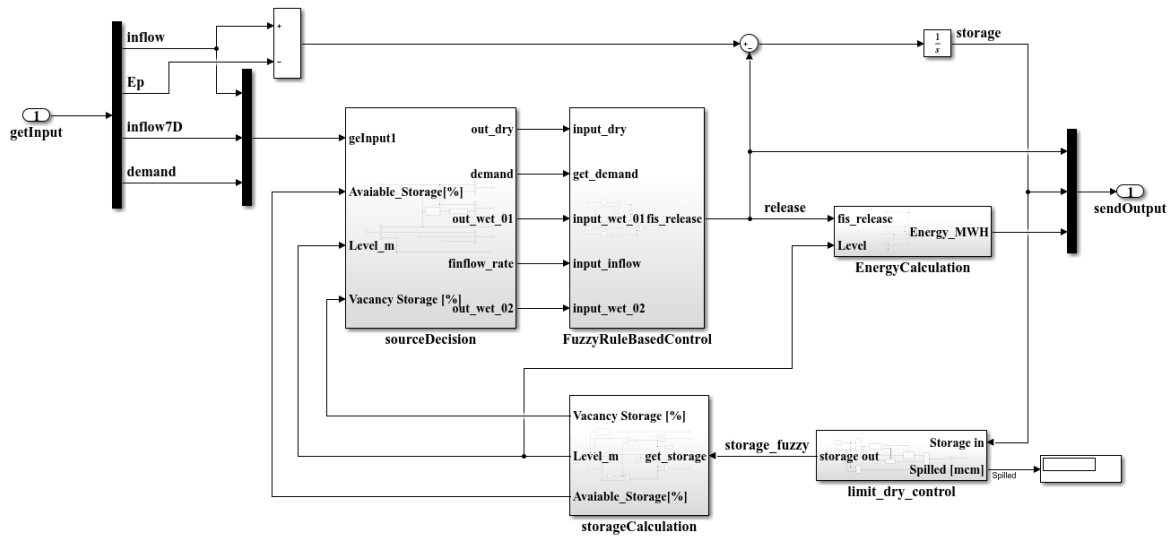 1
getInput
inflow
Ep
inflow7D
demand
+
−
+
−
1
s
storage
geInput1
Avaiable_Storage[%]
Level_m
Vacancy Storage [%]
out_dry
demand
out_wet_01
finflow_rate
out_wet_02
sourceDecision
input_dry
get_demand
input_wet_01
input_inflow
input_wet_02
fis_release
FuzzyRuleBasedControl
release
fis_release
Level
Energy_MWH
EnergyCalculation
1
sendOutput
Vacancy Storage [%]
Level_m
Avaiable_Storage[%]
get_storage
storageCalculation
storage_fuzzy
Storage in
storage out
Spilled [mcm]
limit_dry_control
Spilled